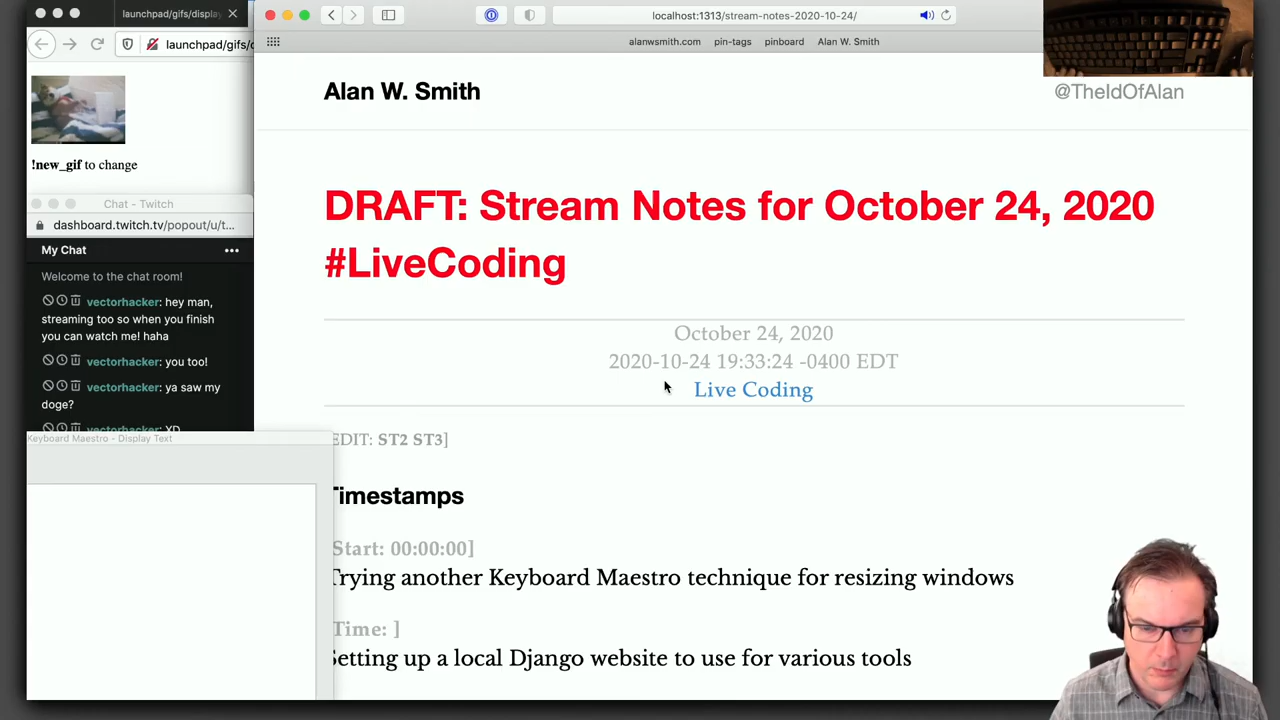 launchpad/gifs/displa
launchpad/gifs/d
!new_gif to change
Chat - Twitch
dashboard.twitch.tv/popout/u/t...
My Chat
Welcome to the chat room!
vectorhacker: hey man,
streaming too so when you finish
you can watch me! haha
vectorhacker: you too!
vectorhacker: ya saw my
doge?
vectorhacker: XD
Keyboard Maestro - Display Text
localhost:1313/stream-notes-2020-10-24/
alanwsmith.com pin-tags pinboard Alan W. Smith
Alan W. Smith
@TheIdOfAlan
DRAFT: Stream Notes for October 24, 2020
#LiveCoding
October 24, 2020
2020-10-24 19:33:24 -0400 EDT
Live Coding
EDIT: ST2 ST3]
Timestamps
Start: 00:00:00]
Trying another Keyboard Maestro technique for resizing windows
Time: ]
Setting up a local Django website to use for various tools